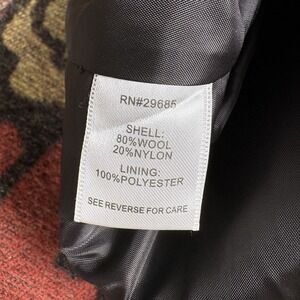 RN#29685
SHELL:
80%WOOL
20%NYLON
LINING:
100%POLYESTER
SEE REVERSE FOR CARE